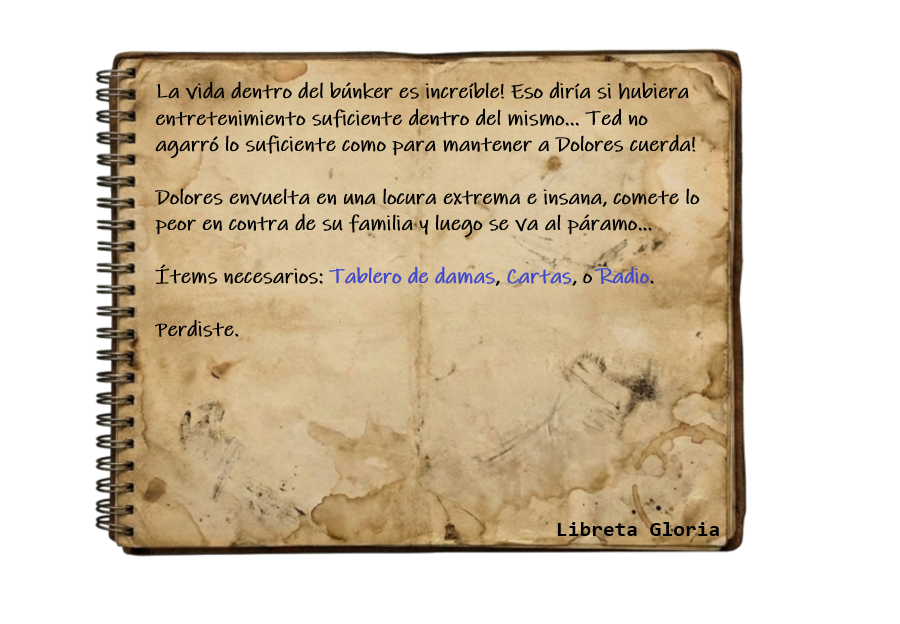 La vida dentro del búnker es increíble! Eso diría si hubiera
entretenimiento suficiente dentro del mismo... Ted no
agarró lo suficiente como para mantener a Dolores cuerda!
Dolores envuelta en una locura extrema e insana, comete lo
peor en contra de su familia y luego se va al páramo...
Ítems necesarios: Tablero de damas, Cartas, o Radio.
Perdiste.
Libreta Gloria